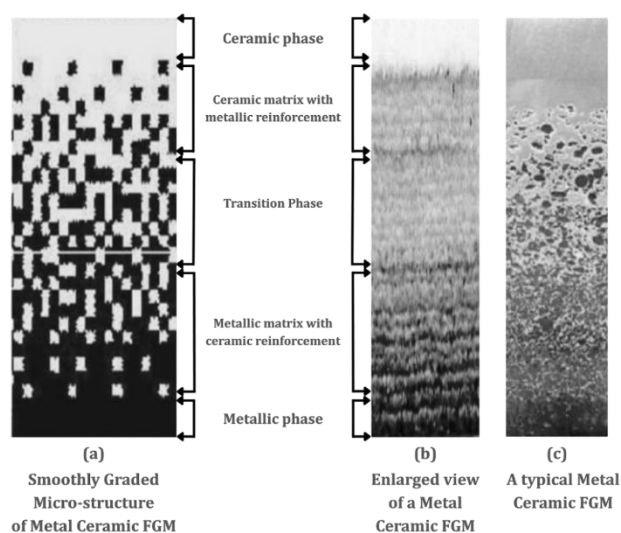 Ceramic phase
Ceramic matrix with
metallic reinforcement
Transition Phase
Metallic matrix with
ceramic reinforcement
Metallic phase
(a)
Smoothly Graded
Micro-structure
of Metal Ceramic FGM
(b)
Enlarged view
of a Metal
Ceramic FGM
(c)
A typical Metal
Ceramic FGM